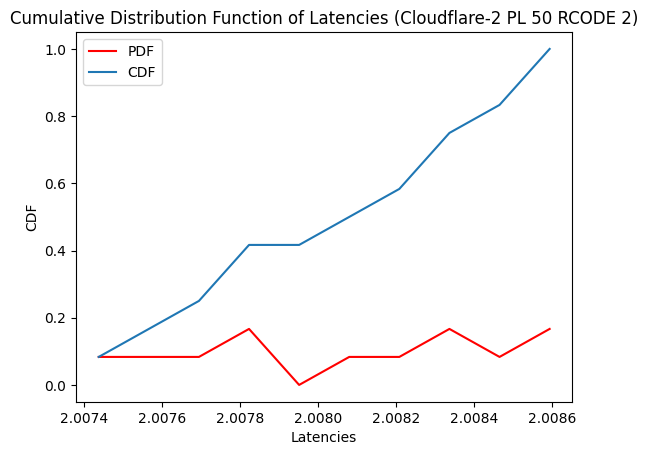 Cumulative Distribution Function of Latencies (Cloudflare-2 PL 50 RCODE 2)
PDF
CDF
1.0
0.8
0.6
0.4
0.2
0.0
CDF
2.0074 2.0076 2.0078 2.0080 2.0082 2.0084 2.0086
Latencies